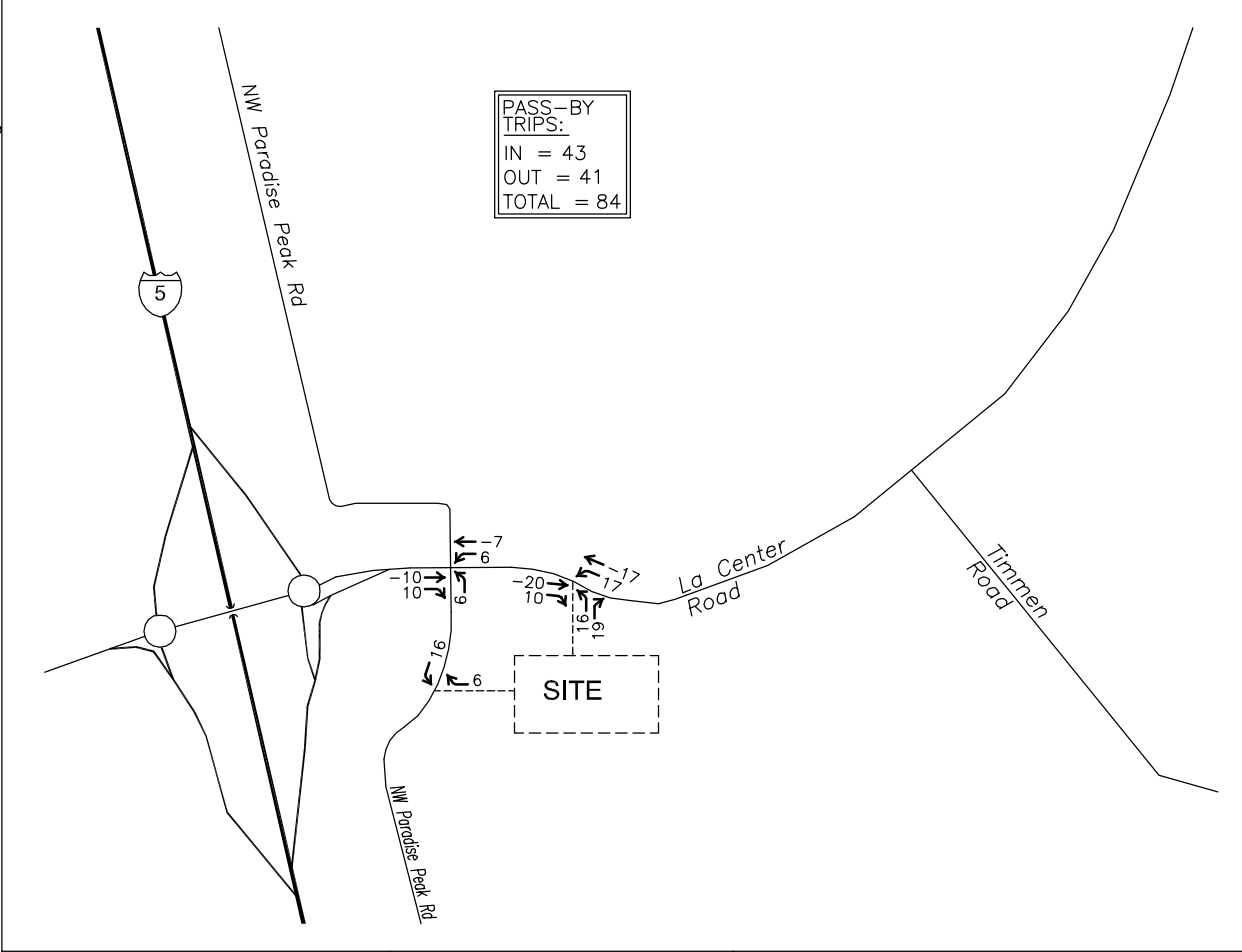 NW Paradise Peak Rd
PASS-BY
TRIPS:
IN = 43
OUT = 41
TOTAL = 84
5
-7
6
-10
10
6
-17
17
-20
10
16
19
La Center
Road
Timmen
Road
16
6
SITE
NW Paradise Peak Rd